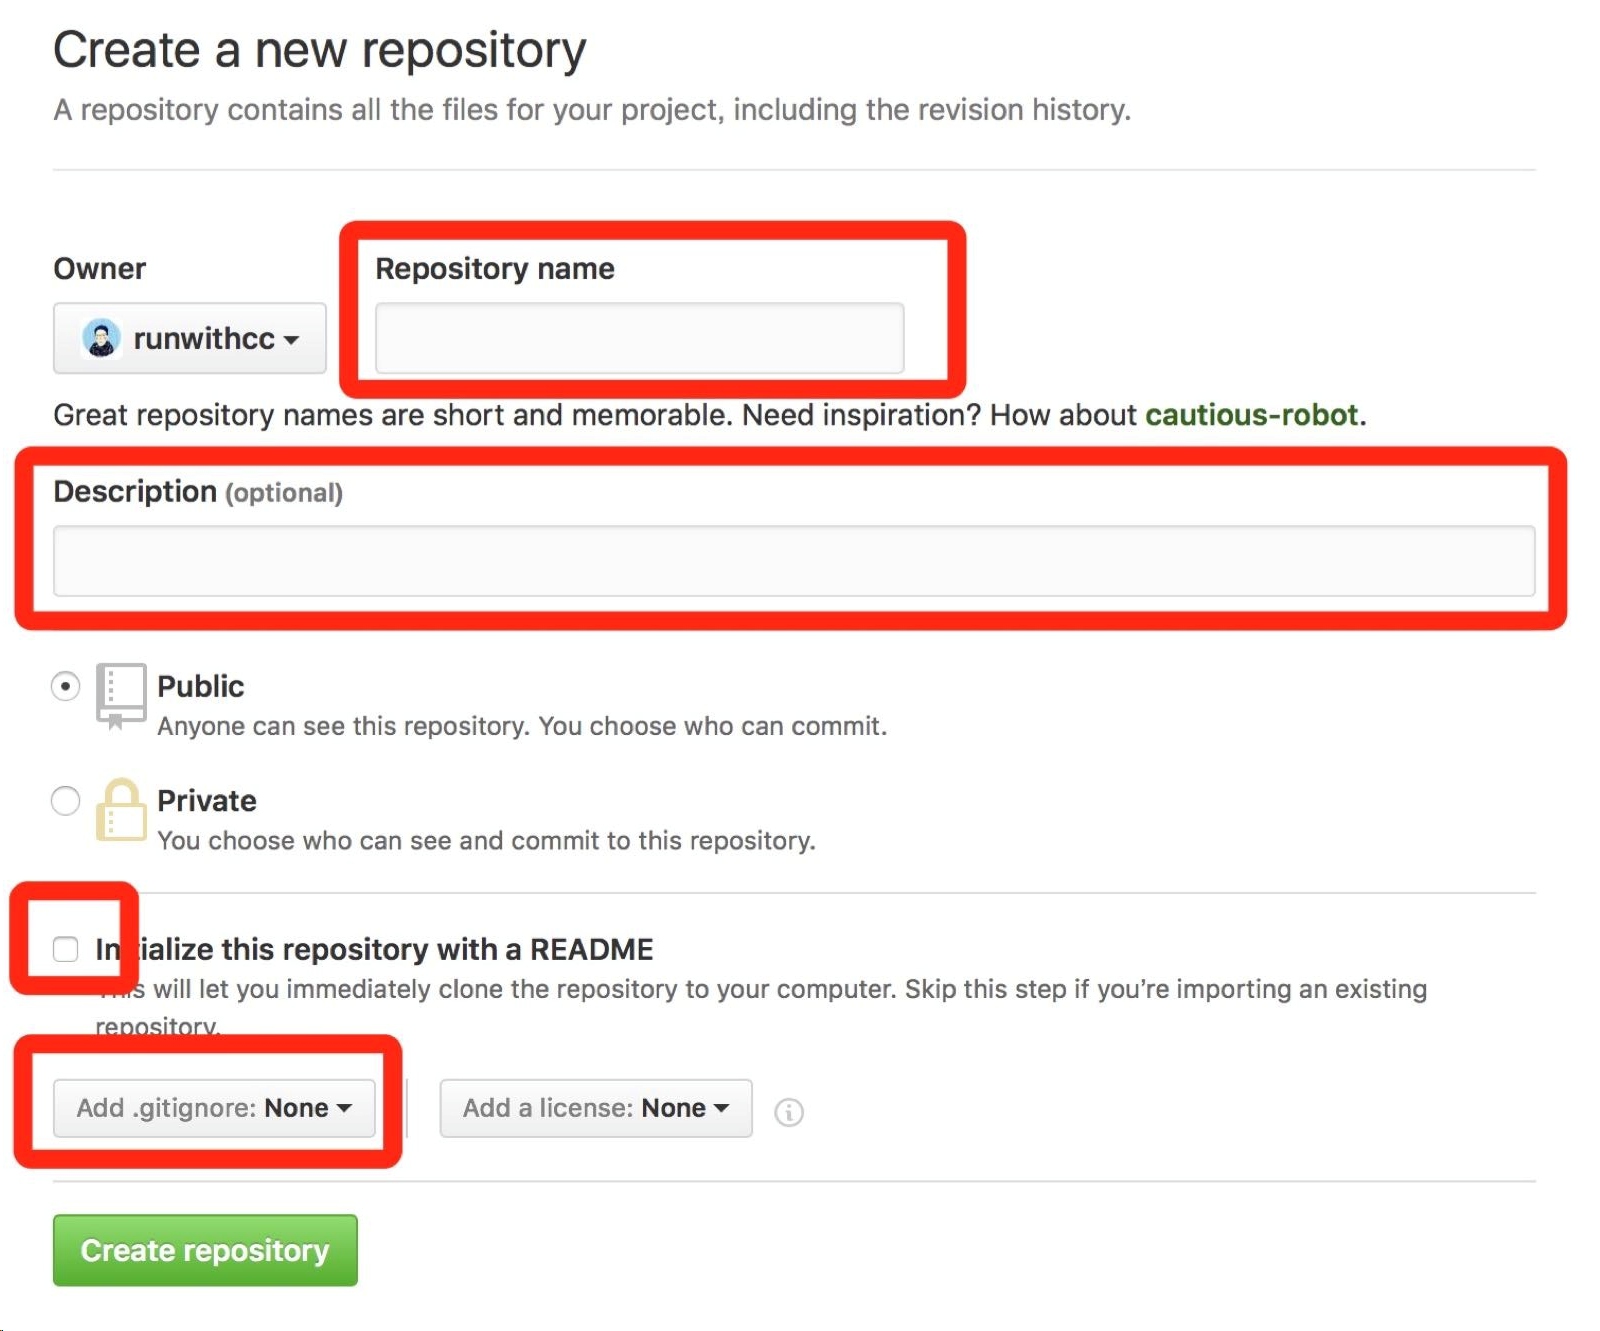 Create a new repository
A repository contains all the files for your project, including the revision history.
Owner
Repository name
runwithcc
Great repository names are short and memorable. Need inspiration? How about cautious-robot.
Description (optional)
Public
Anyone can see this repository. You choose who can commit.
Private
You choose who can see and commit to this repository.
Initialize this repository with a README
This will let you immediately clone the repository to your computer. Skip this step if you’re importing an existing
repository.
Add .gitignore: None
Add a license: None
Create repository